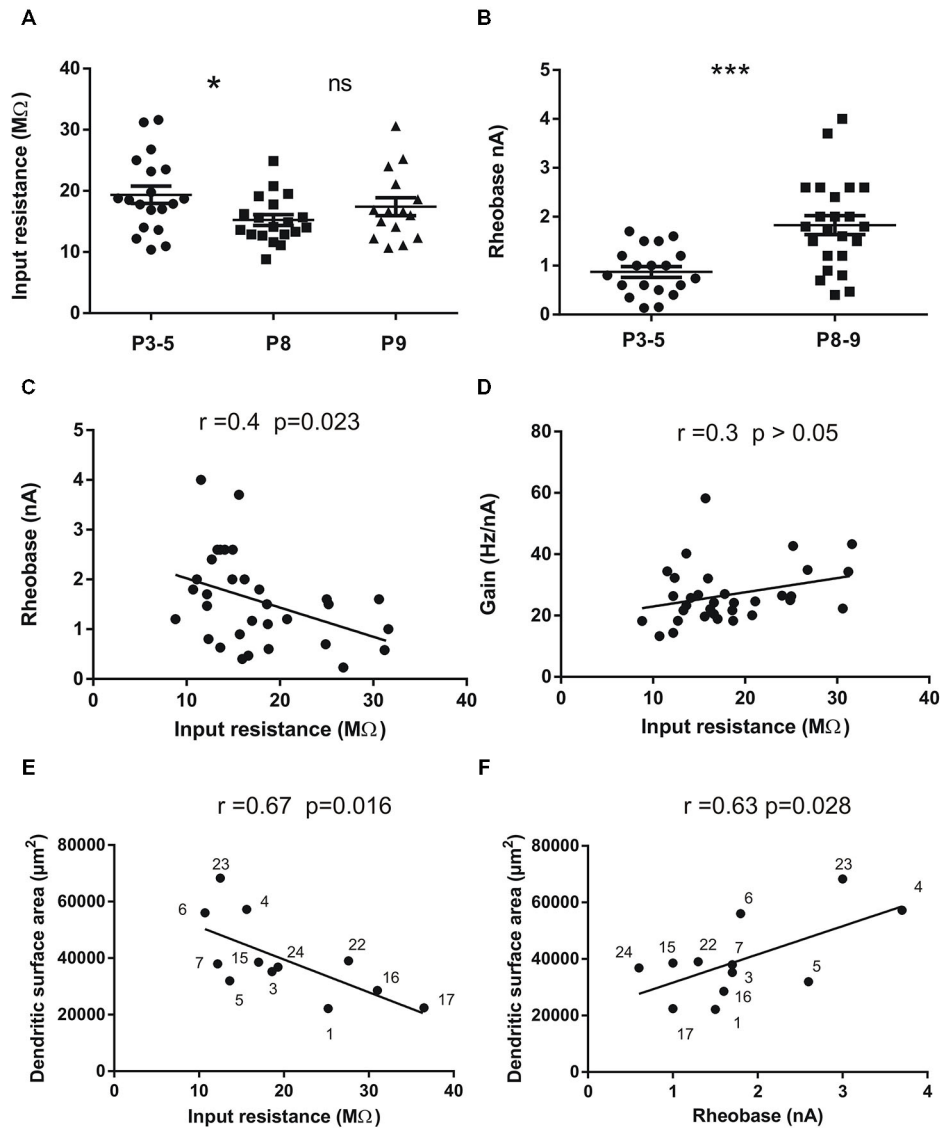 A
B
* ns
***
Input resistance (MΩ)
40
30
20
10
0
P3-5 P8 P9
Rheobase nA)
5
4
3
2
1
0
P3-5 P8-9
C
D
r =0.4 p=0.023
r =0.3 p > 0.05
Rheobase (nA)
5
4
3
2
1
0
0 10 20 30 40
Input resistance (MΩ)
Gain (Hz/nA)
80
60
40
20
0
0 10 20 30 40
Input resistance (MΩ)
E
F
r =0.67 p=0.016
r =0.63 p=0.028
Dendritic surface area (µm²)
80000
60000
40000
20000
0
23
6
4
7
15
24
22
5
3
16
1
17
0 10 20 30 40
Input resistance (MΩ)
Dendritic surface area (µm²)
80000
60000
40000
20000
0
23
4
6
24
15
22
7
5
3
16
17
1
0 1 2 3 4
Rheobase (nA)